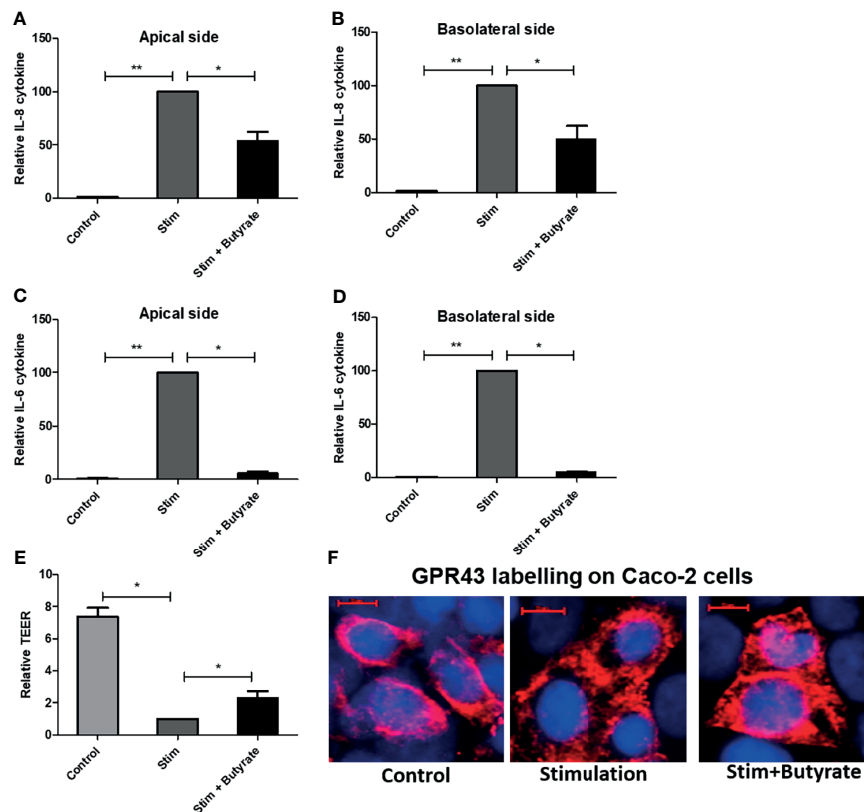 A
Apical side
Relative IL-8 cytokine
150
100
50
0
**
*
Control
Stim
Stim + Butyrate
B
Basolateral side
Relative IL-8 cytokine
150
100
50
0
**
*
Control
Stim
Stim + Butyrate
C
Apical side
Relative IL-6 cytokine
150
100
50
0
**
*
Control
Stim
Stim + Butyrate
D
Basolateral side
Relative IL-6 cytokine
150
100
50
0
**
*
Control
Stim
Stim + Butyrate
E
Relative TEER
8
6
4
2
0
*
*
Control
Stim
Stim + Butyrate
F
GPR43 labelling on Caco-2 cells
Control
Stimulation
Stim+Butyrate